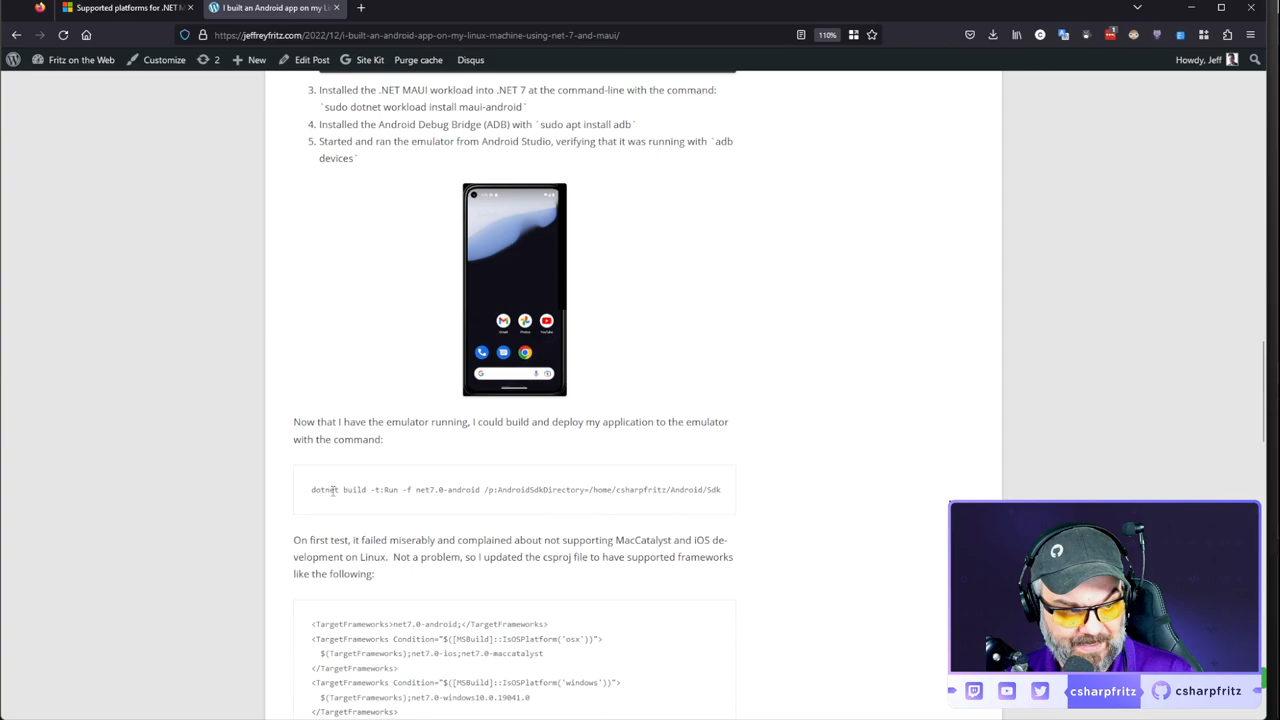 Supported platforms for .NET M
I built an Android app on my Li
https://jeffreyfritz.com/2022/12/i-built-an-android-app-on-my-linux-machine-using-net-7-and-maui/
110%
Fritz on the Web
Customize
2
New
Edit Post
Site Kit
Purge cache
Disqus
Howdy, Jeff
3. Installed the .NET MAUI workload into .NET 7 at the command-line with the command:
`sudo dotnet workload install maui-android`
4. Installed the Android Debug Bridge (ADB) with `sudo apt install adb`
5. Started and ran the emulator from Android Studio, verifying that it was running with `adb
devices`
Gmail
Photos
YouTube
Now that I have the emulator running, I could build and deploy my application to the emulator
with the command:
dotnet build -t:Run -f net7.0-android /p:AndroidSdkDirectory=/home/csharpfritz/Android/Sdk
On first test, it failed miserably and complained about not supporting MacCatalyst and iOS de-
velopment on Linux. Not a problem, so I updated the csproj file to have supported frameworks
like the following:
<TargetFrameworks>net7.0-android;</TargetFrameworks>
<TargetFrameworks Condition="$([MSBuild]::IsOSPlatform('osx'))">
$(TargetFrameworks);net7.0-ios;net7.0-maccatalyst
</TargetFrameworks>
<TargetFrameworks Condition="$([MSBuild]::IsOSPlatform('windows'))">
$(TargetFrameworks);net7.0-windows10.0.19041.0
</TargetFrameworks>
csharpfritz
csharpfritz